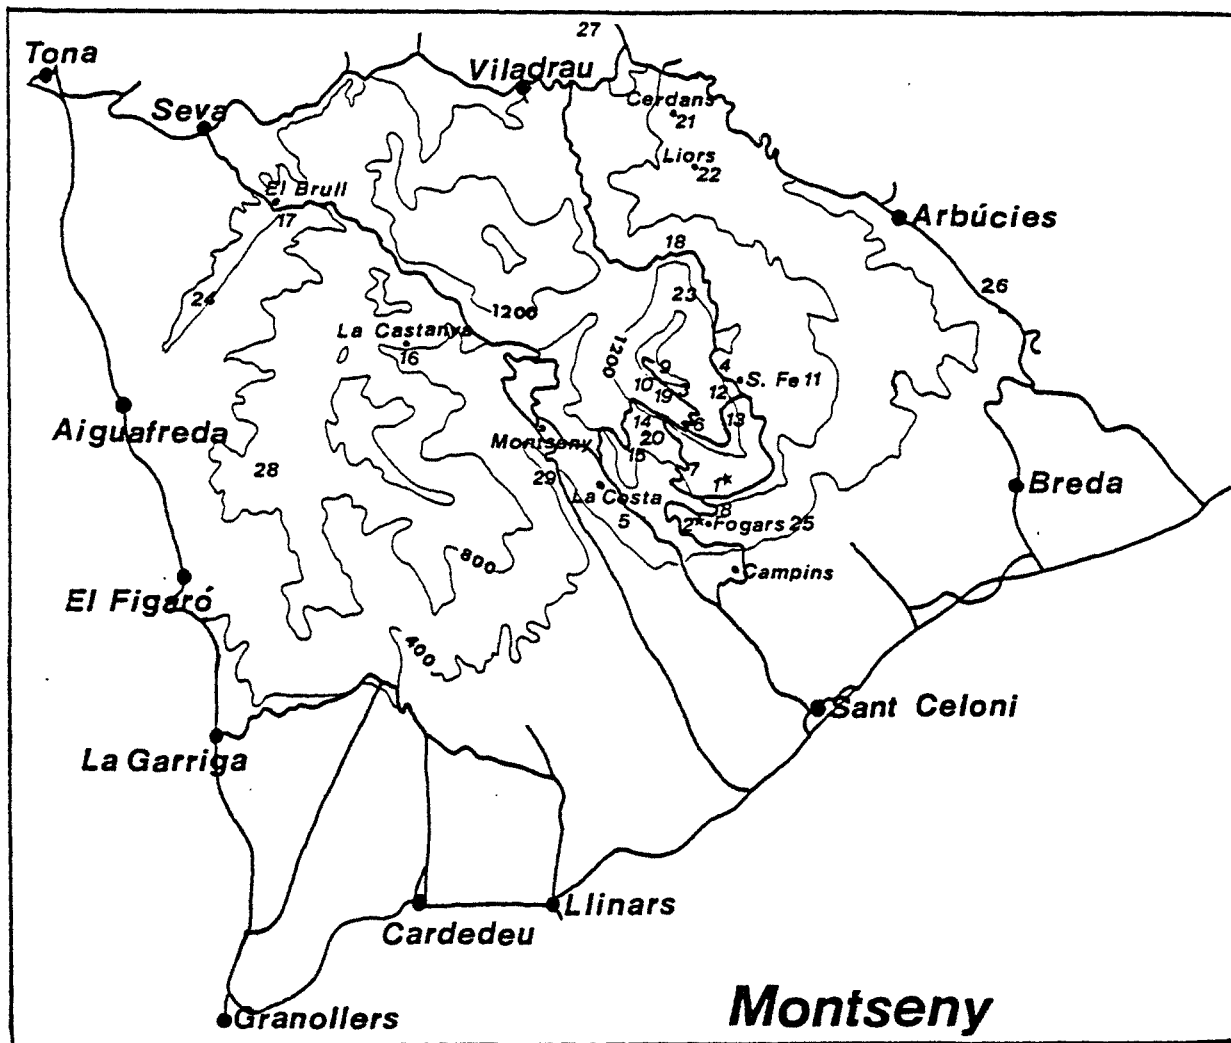 27
Tona
Viladrau
Cerdans
21
Seva
Liors
22
El Brull
17
Arbúcies
18
26
24
23
1200
La Castanya
16
1200
9
4
S. Fe 11
10
19
12
Aiguafreda
14
6
13
Montseny
20
15
7
28
29
1*
Breda
La Costa
8
5
2*
Fogars 25
800
Campins
El Figaró
400
Sant Celoni
La Garriga
Llinars
Cardedeu
Montseny
Granollers